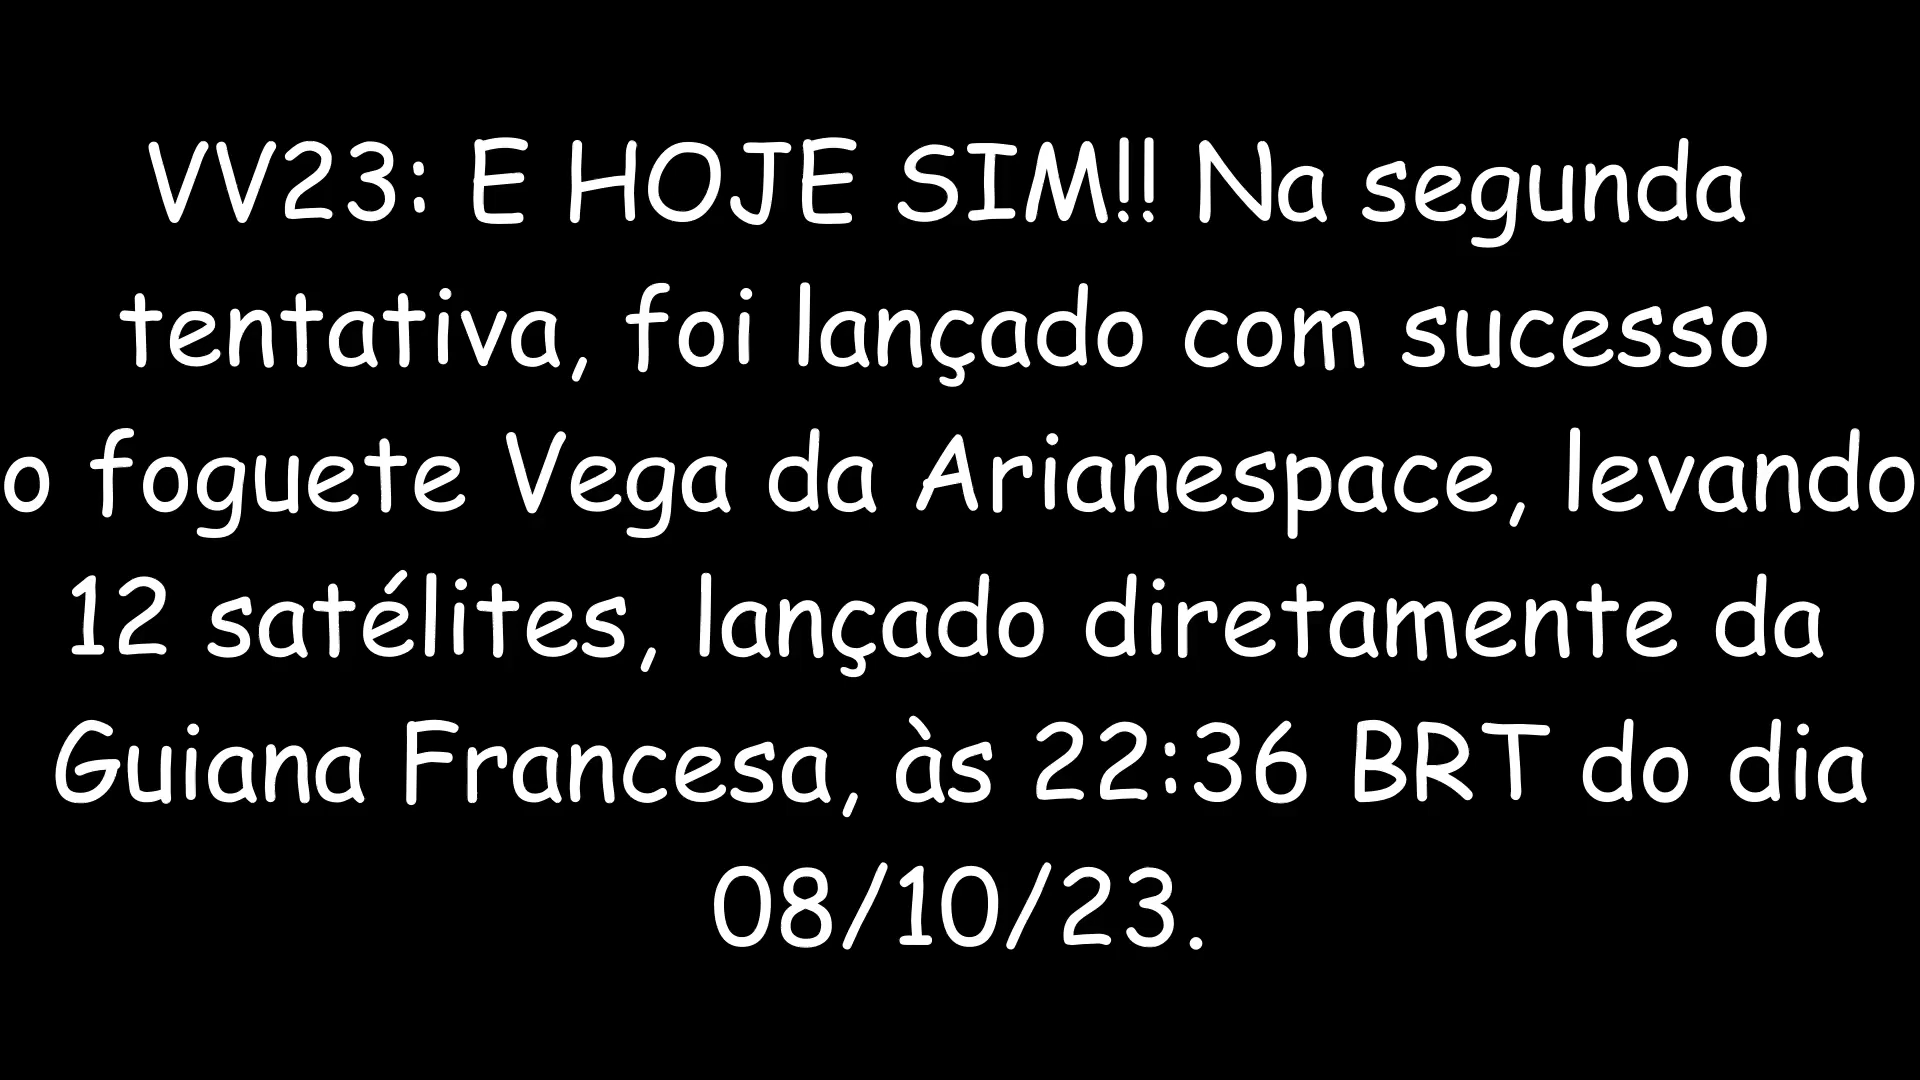 VV23: E HOJE SIM!! Na segunda
tentativa, foi lançado com sucesso
o foguete Vega da Arianespace, levando
12 satélites, lançado diretamente da
Guiana Francesa, às 22:36 BRT do dia
08/10/23.